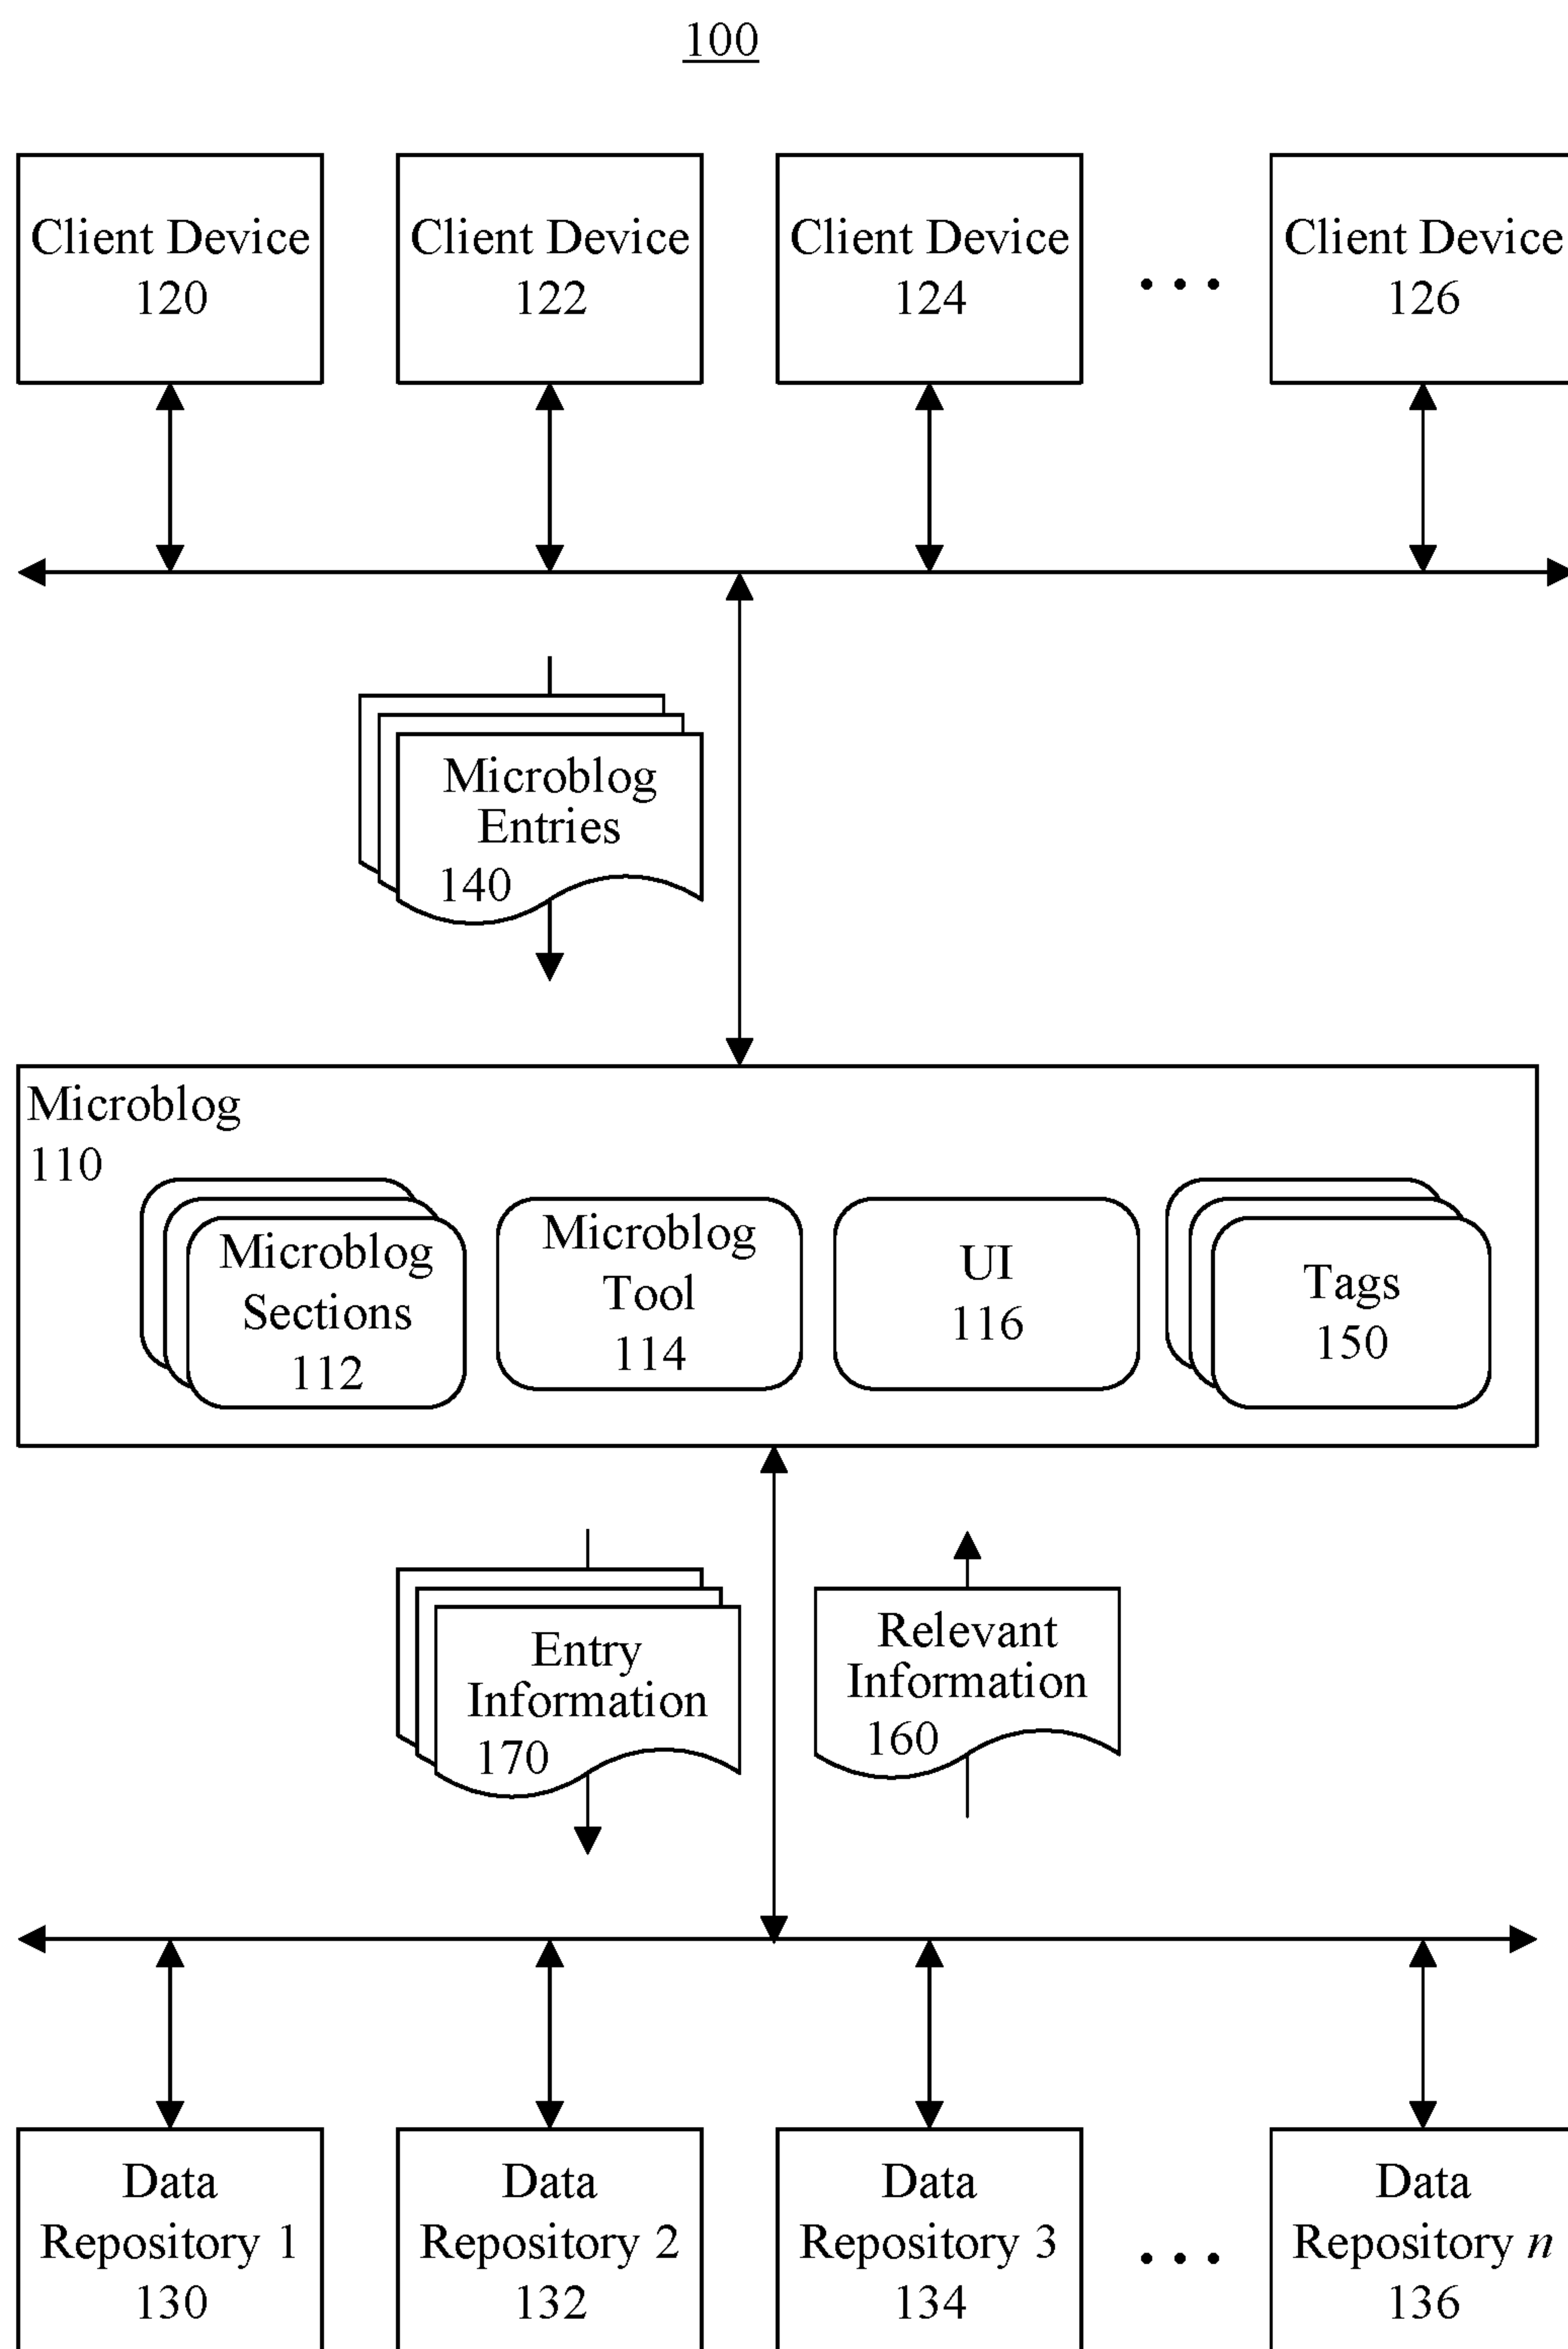 100
Client Device
120
Client Device
122
Client Device
124
Client Device
126
Microblog
Entries
140
Microblog
110
Microblog
Sections
112
Microblog
Tool
114
UI
116
Tags
150
Entry
Information
170
Relevant
Information
160
Data
Repository 1
130
Data
Repository 2
132
Data
Repository 3
134
Data
Repository n
136